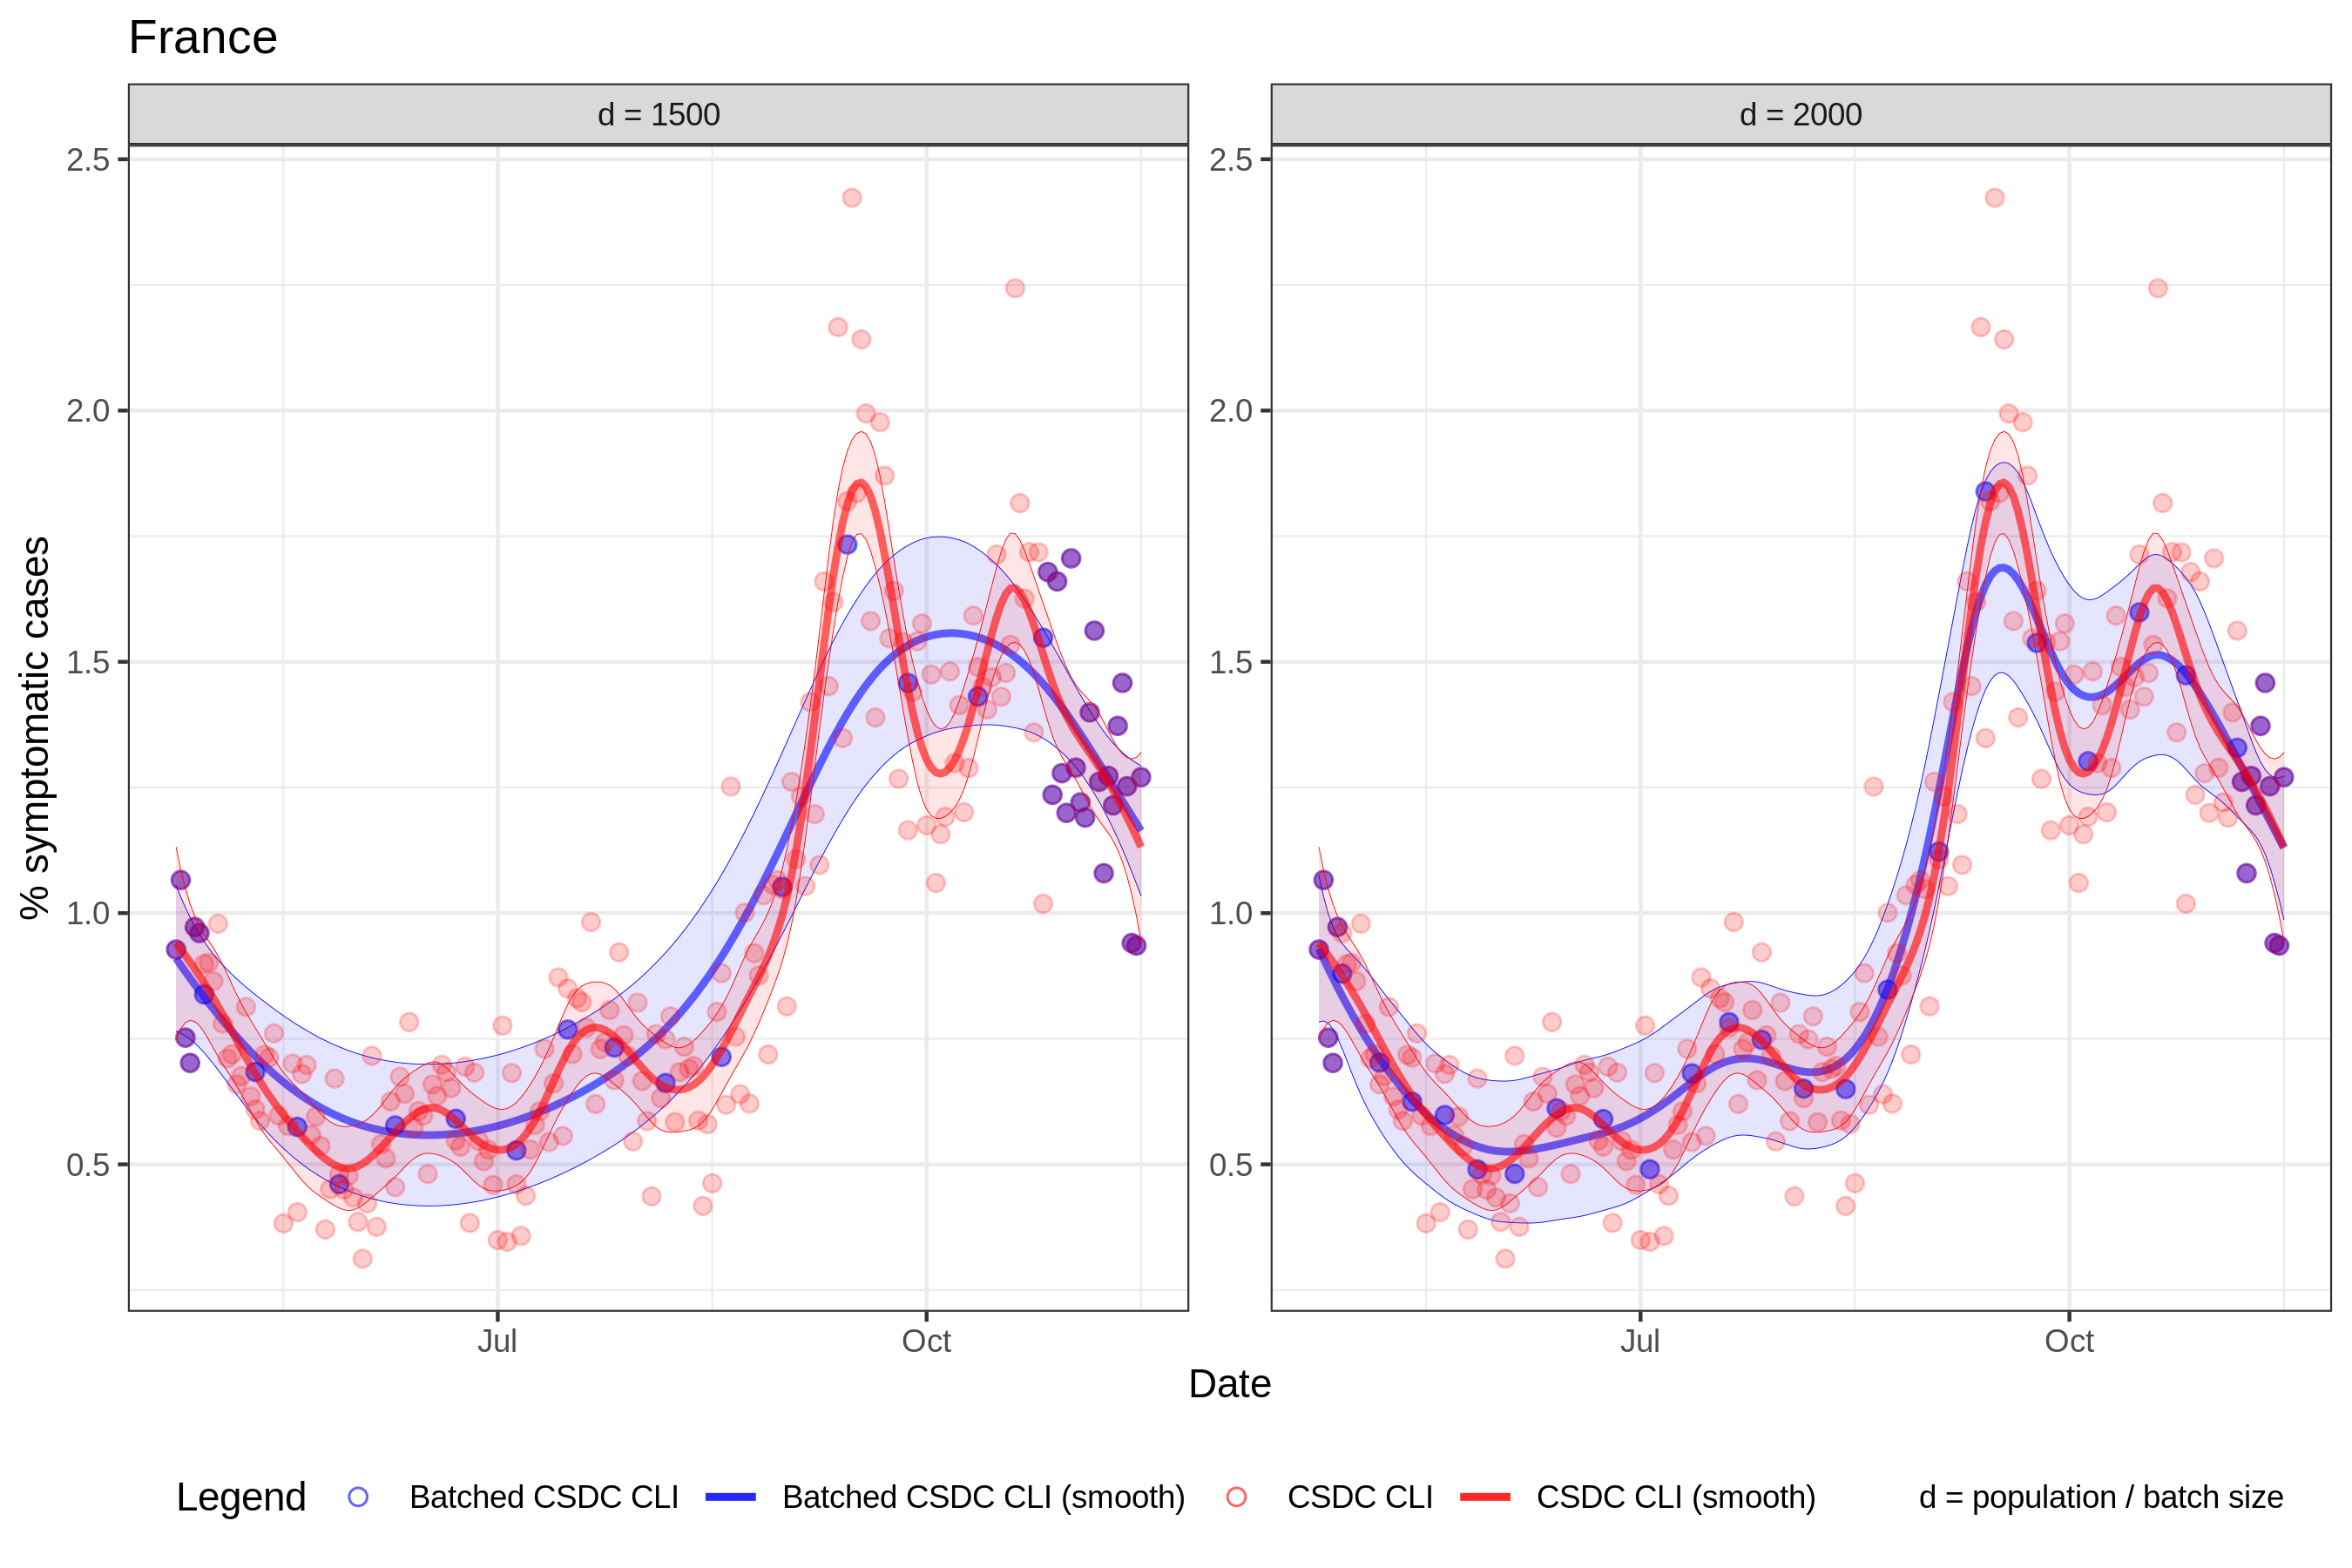 France
d = 1500
d = 2000
% symptomatic cases
2.5
2.0
1.5
1.0
0.5
2.5
2.0
1.5
1.0
0.5
Jul
Oct
Jul
Oct
Date
Legend
Batched CSDC CLI
Batched CSDC CLI (smooth)
CSDC CLI
CSDC CLI (smooth)
d = population / batch size